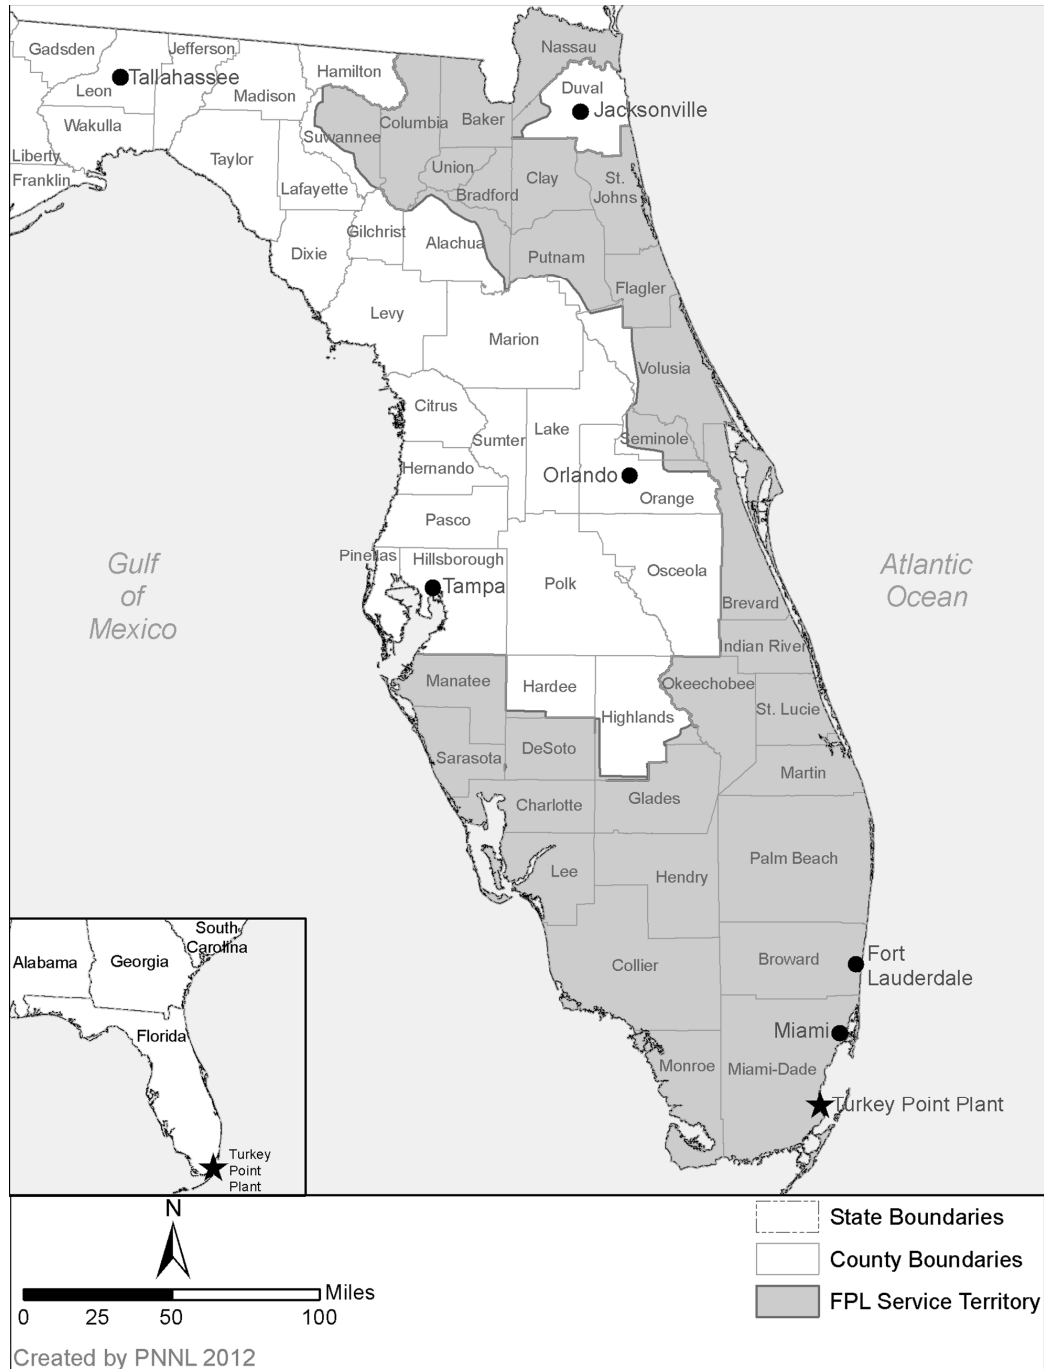 Nassau
Gadsden
Jefferson
Hamilton
Tallahassee
Leon
Madison
Duval
Jacksonville
Wakulla
Suwannee
Columbia
Baker
Liberty
Taylor
Union
Franklin
Lafayette
Bradford
Clay
St.
Johns
Gilchrist
Alachua
Dixie
Putnam
Flagler
Levy
Marion
Volusia
Citrus
Sumter
Lake
Seminole
Hernando
Orlando
Orange
Pasco
Pinellas
Hillsborough
Tampa
Polk
Osceola
Gulf
of
Mexico
Atlantic
Ocean
Brevard
Indian River
Manatee
Hardee
Okeechobee
Highlands
St. Lucie
Sarasota
DeSoto
Martin
Charlotte
Glades
Palm Beach
Lee
Hendry
Collier
Broward
Fort
Lauderdale
Miami
Monroe
Miami-Dade
Turkey Point Plant
South
Carolina
Alabama
Georgia
Florida
Turkey
Point
Plant
N
Miles
0 25 50 100
State Boundaries
County Boundaries
FPL Service Territory
Created by PNNL 2012